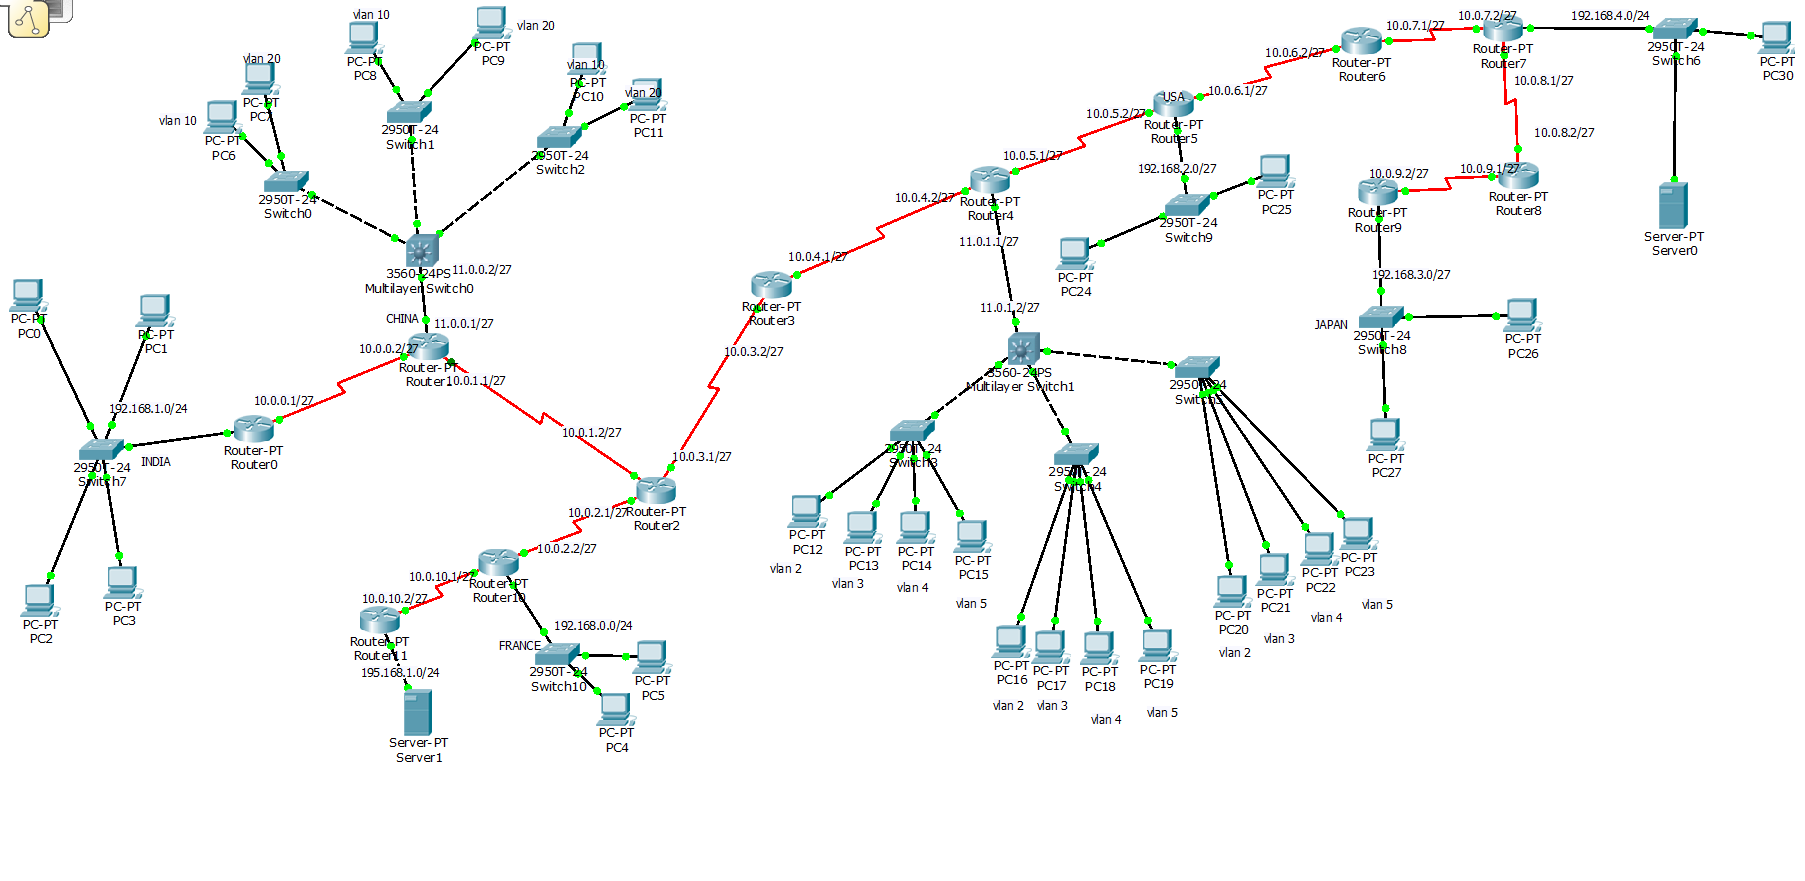 vlan 10
PC-PT
PC8
PC-PT
PC9
vlan 20
vlan 20
PC-PT
PC7
vlan 10
PC-PT
PC6
2950T-24
Switch1
vlan 10
PC-PT
PC10
vlan 20
PC-PT
PC11
2950T-24
Switch2
2950T-24
Switch0
3560-24PS
Multilayer Switch0
11.0.0.2/27
CHINA
11.0.0.1/27
10.0.0.2/27
Router-PT
10.0.1.1/27
PC-PT
PC0
PC-PT
PC1
192.168.1.0/24
2950T-24
Switch7
INDIA
10.0.0.1/27
Router-PT
Router0
PC-PT
PC2
PC-PT
PC3
10.0.1.2/27
10.0.3.1/27
10.0.2.1/27
Router-PT
Router2
10.0.2.2/27
10.0.10.1/27
Router-PT
Router10
10.0.10.2/27
Router-PT
Router11
195.168.1.0/24
Server-PT
Server1
192.168.0.0/24
FRANCE
2950T-24
Switch10
PC-PT
PC5
PC-PT
PC4
10.0.4.1/27
Router-PT
Router3
10.0.3.2/27
10.0.4.2/27
10.0.5.1/27
Router-PT
Router4
11.0.1.1/27
11.0.1.2/27
3560-24PS
Multilayer Switch1
10.0.5.2/27
USA
10.0.6.1/27
Router-PT
Router5
192.168.2.0/27
2950T-24
Switch9
PC-PT
PC25
PC-PT
PC24
10.0.6.2/27
10.0.7.1/27
Router-PT
Router6
10.0.7.2/27
Router-PT
Router7
10.0.8.1/27
192.168.4.0/24
2950T-24
Switch6
PC-PT
PC30
Server-PT
Server0
10.0.8.2/27
10.0.9.1/27
Router-PT
Router8
10.0.9.2/27
Router-PT
Router9
192.168.3.0/27
JAPAN
2950T-24
Switch8
PC-PT
PC26
PC-PT
PC27
2950T-24
Switch3
PC-PT
PC12
vlan 2
PC-PT
PC13
vlan 3
PC-PT
PC14
vlan 4
PC-PT
PC15
vlan 5
2950T-24
Switch4
PC-PT
PC16
vlan 2
PC-PT
PC17
vlan 3
PC-PT
PC18
vlan 4
PC-PT
PC19
vlan 5
2950T-24
PC-PT
PC20
vlan 2
PC-PT
PC21
vlan 3
PC-PT
PC22
vlan 4
PC-PT
PC23
vlan 5